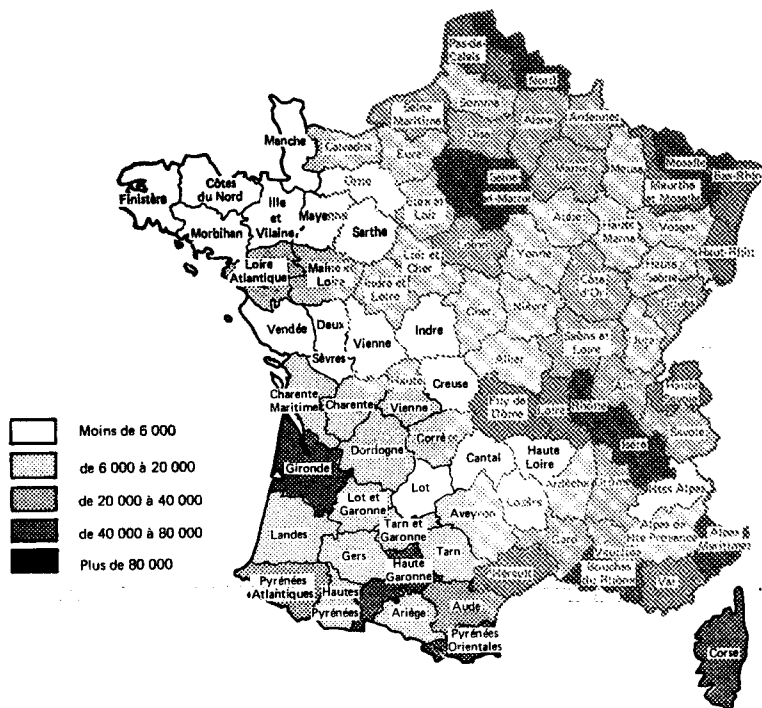 Pas-de-
Calais
Nord
Somme
Seine
Maritime
Oise
Aisne
Ardennes
Manche
Calvados
Eure
Orne
Seine
et-Marne
Marne
Meuse
Moselle
Meurthe
et Moselle
Bas-Rhin
Finistère
Côtes
du Nord
Ille
et
Vilaine
Mayenne
Sarthe
Eure et
Loir
Aube
Haute
Marne
Vosges
Haut-Rhin
Morbihan
Loire
Atlantique
Maine et
Loire
Loiret
Loir et
Cher
Indre et
Loire
Yonne
Côte
d'Or
Haute
Saône
Doubs
Vendée
Deux
Sèvres
Vienne
Indre
Cher
Nièvre
Saône et
Loire
Jura
Allier
Charente
Maritime
Charente
Haute
Vienne
Creuse
Puy de
Dôme
Loire
Rhône
Ain
Haute
Savoie
Savoie
Isère
Gironde
Dordogne
Corrèze
Cantal
Haute
Loire
Ardèche
Drôme
Htes Alpes
Lot et
Garonne
Lot
Aveyron
Lozère
Landes
Tarn et
Garonne
Gers
Tarn
Haute
Garonne
Gard
Vaucluse
Alpes de
Hte Provence
Alpes
Maritimes
Hérault
Bouches
du Rhône
Var
Pyrénées
Atlantiques
Hautes
Pyrénées
Ariège
Aude
Pyrénées
Orientales
Corse
Moins de 6 000
de 6 000 à 20 000
de 20 000 à 40 000
de 40 000 à 80 000
Plus de 80 000